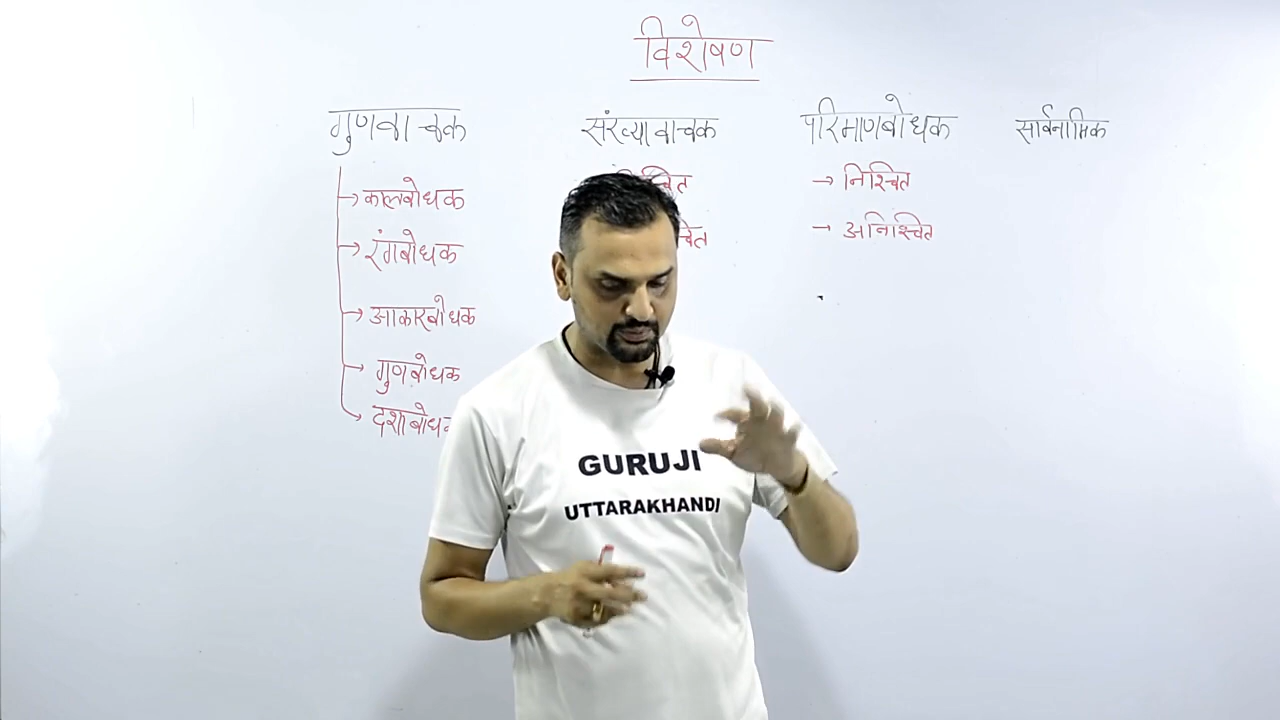 विशेषण
गुणवाचक संख्यावाचक परिमाणबोधक सार्वनामिक
→ कालबोधक
→ रंगबोधक
→ आकारबोधक
→ गुणबोधक
→ दशाबोध
→ निश्चित
→ अनिश्चित
GURUJI
UTTARAKHANDI